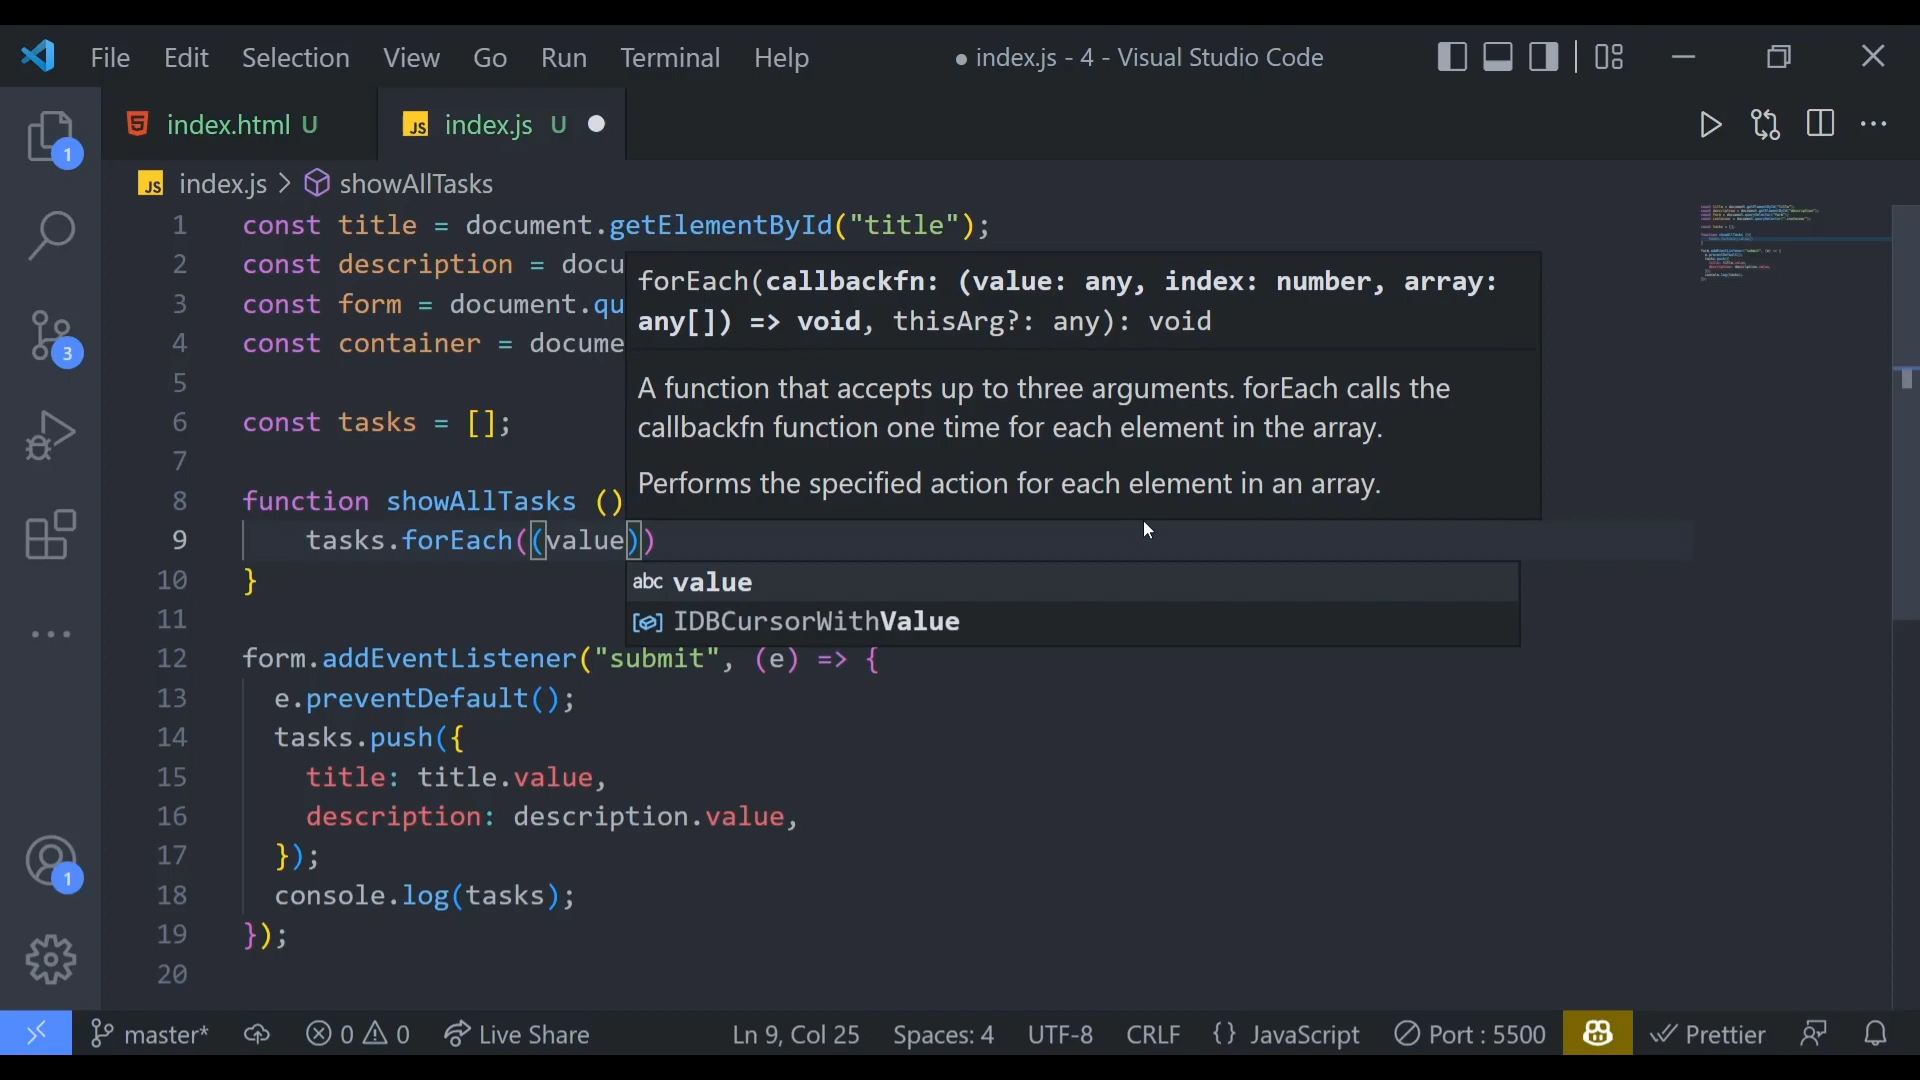 File Edit Selection View Go Run Terminal Help ● index.js - 4 - Visual Studio Code
index.html U JS index.js U
JS index.js > showAllTasks
1 const title = document.getElementById("title");
2 const description = docu
3 const form = document.qu
4 const container = docume
5
6 const tasks = [];
7
8 function showAllTasks ()
9 tasks.forEach((value))
10 }
11
12 form.addEventListener("submit", (e) => {
13 e.preventDefault();
14 tasks.push({
15 title: title.value,
16 description: description.value,
17 });
18 console.log(tasks);
19 });
20
forEach(callbackfn: (value: any, index: number, array:
any[]) => void, thisArg?: any): void
A function that accepts up to three arguments. forEach calls the
callbackfn function one time for each element in the array.
Performs the specified action for each element in an array.
abc value
IDBCursorWithValue
1
3
1
master* 0 0 Live Share Ln 9, Col 25 Spaces: 4 UTF-8 CRLF {} JavaScript Port : 5500 Prettier